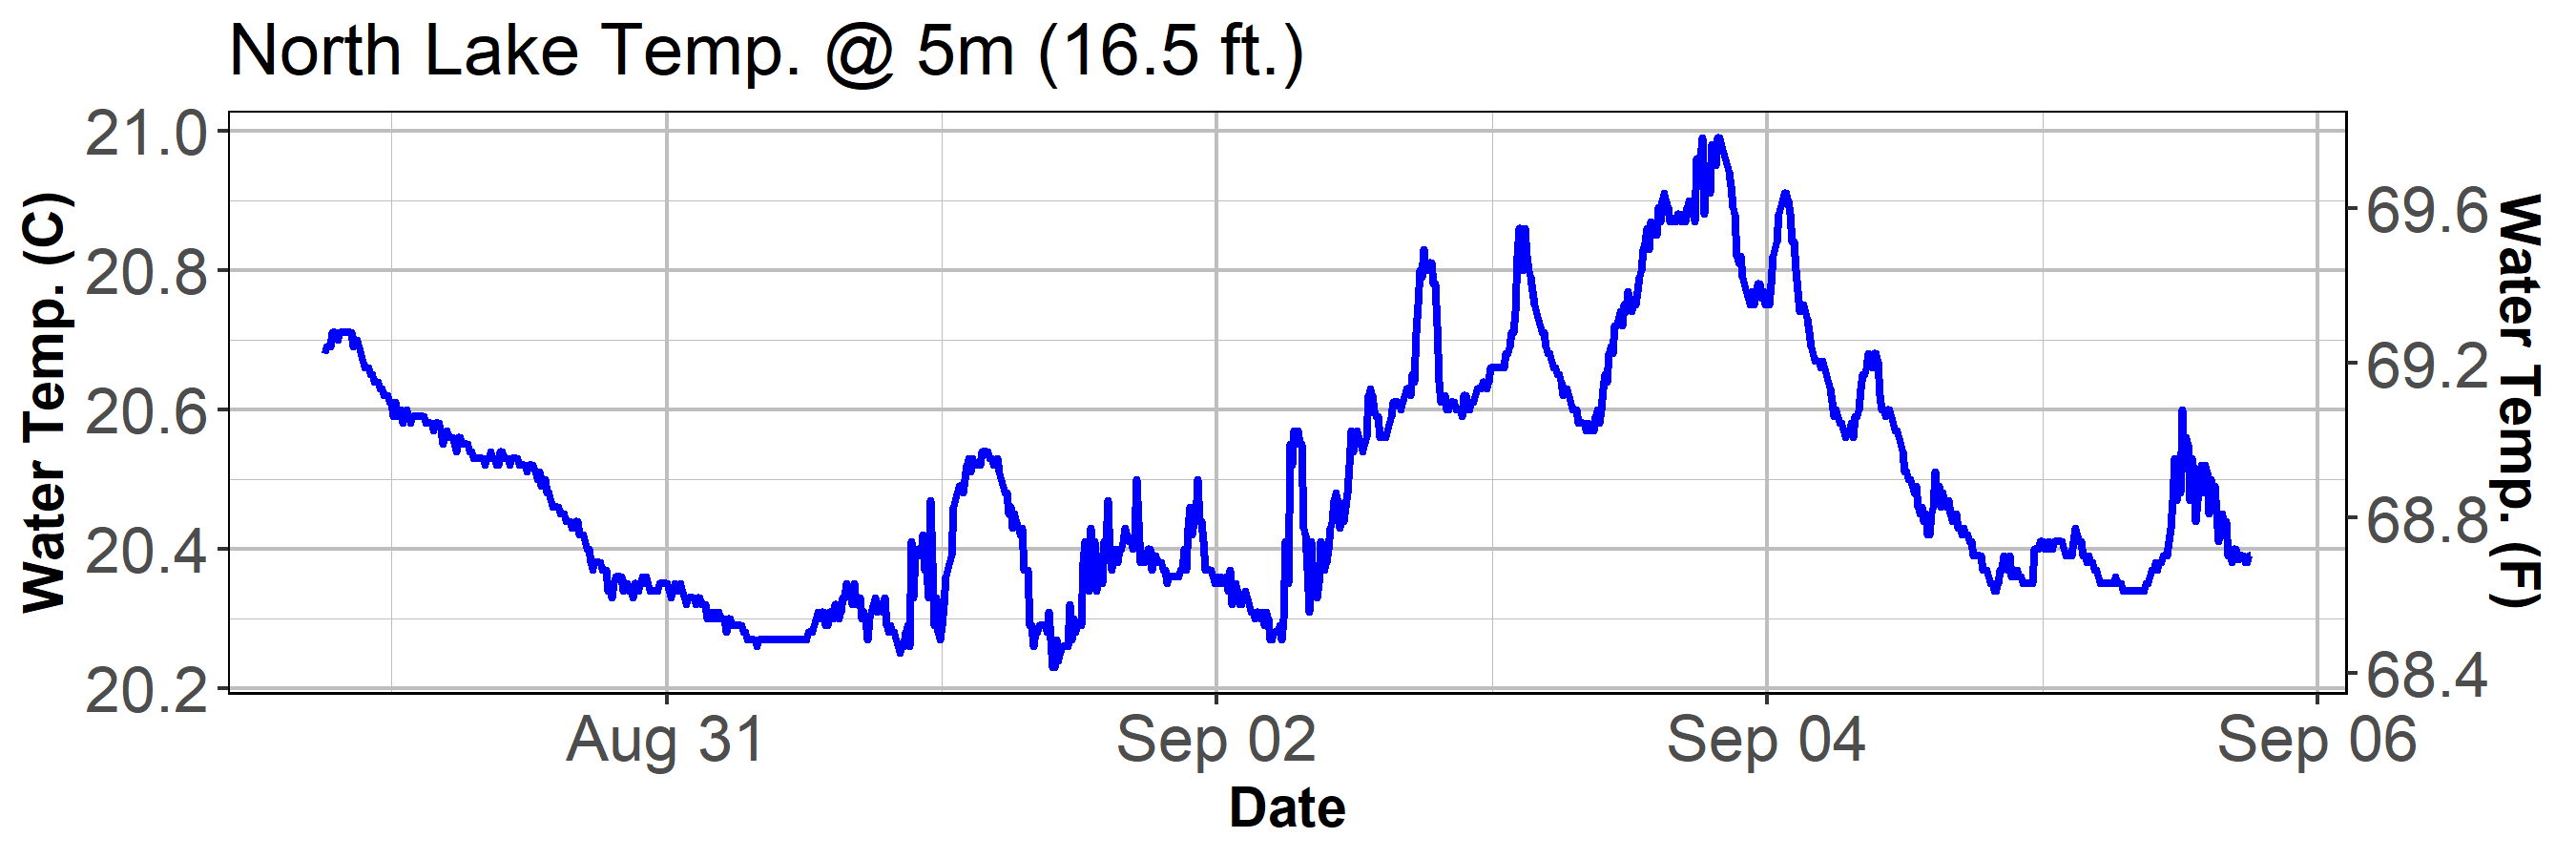 North Lake Temp. @ 5m (16.5 ft.)
Water Temp. (C)
21.0
20.8
20.6
20.4
20.2
69.6
69.2
68.8
68.4
Water Temp. (F)
Aug 31
Sep 02
Sep 04
Sep 06
Date